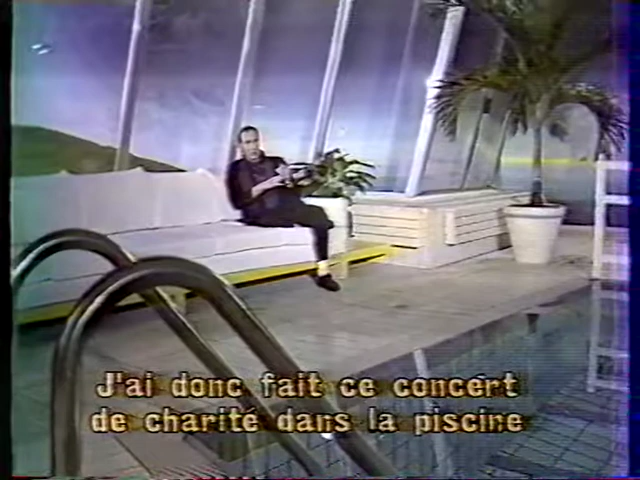 J'ai donc fait ce concert
de charité dans la piscine